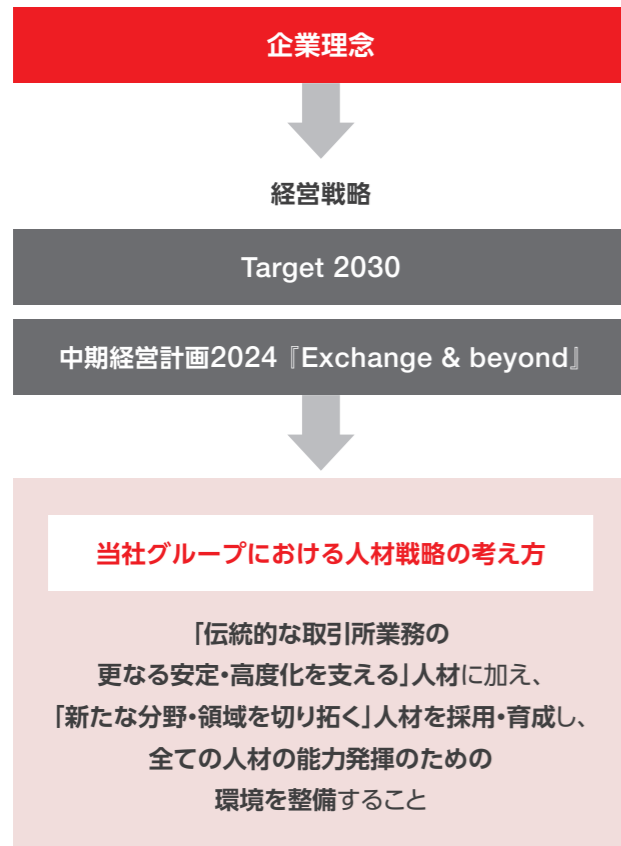 企業理念
経営戦略
Target 2030
中期経営計画2024『Exchange & beyond』
当社グループにおける人材戦略の考え方
「伝統的な取引所業務の
更なる安定・高度化を支える」人材に加え、
「新たな分野・領域を切り拓く」人材を採用・育成し、
全ての人材の能力発揮のための
環境を整備すること